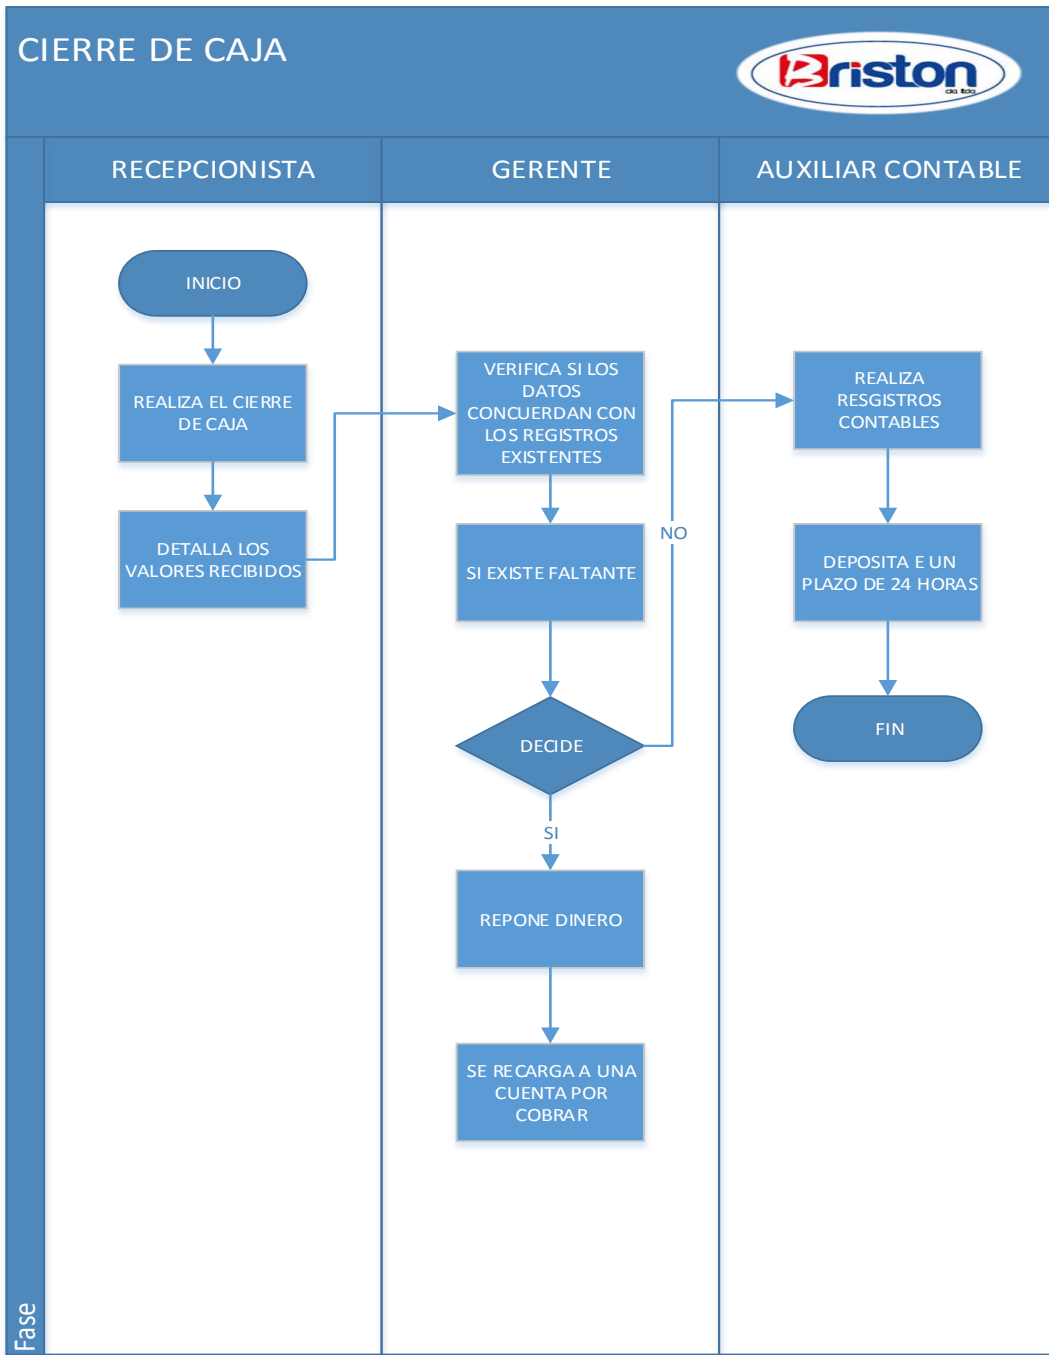 CIERRE DE CAJA
Briston
cia. ltda
RECEPCIONISTA
GERENTE
AUXILIAR CONTABLE
INICIO
REALIZA EL CIERRE
DE CAJA
DETALLA LOS
VALORES RECIBIDOS
VERIFICA SI LOS
DATOS
CONCUERDAN CON
LOS REGISTROS
EXISTENTES
SI EXISTE FALTANTE
DECIDE
NO
SI
REPONE DINERO
SE RECARGA A UNA
CUENTA POR
COBRAR
REALIZA
RESGISTROS
CONTABLES
DEPOSITA E UN
PLAZO DE 24 HORAS
FIN
Fase